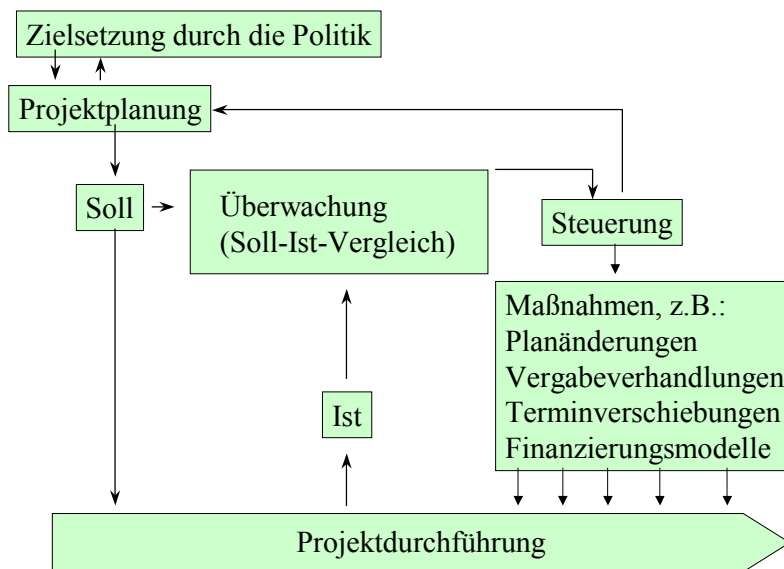 Zielsetzung durch die Politik
Projektplanung
Soll
Überwachung
(Soll-Ist-Vergleich)
Steuerung
Maßnahmen, z.B.:
Planänderungen
Vergabeverhandlungen
Terminverschiebungen
Finanzierungsmodelle
Ist
Projektdurchführung